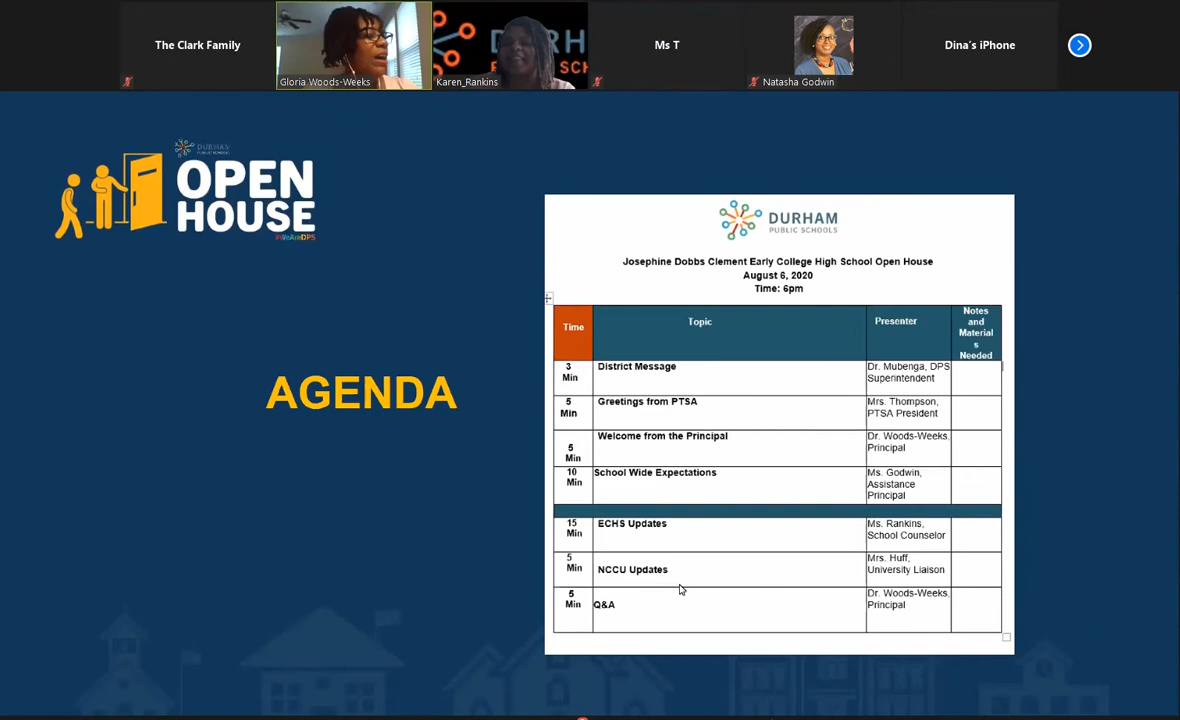 The Clark Family
Gloria Woods-Weeks
Karen_Rankins
Ms T
Natasha Godwin
Dina's iPhone
DURHAM
PUBLIC SCHOOLS
OPEN
HOUSE
#WeAreDPS
AGENDA
DURHAM
PUBLIC SCHOOLS
Josephine Dobbs Clement Early College High School Open House
August 6, 2020
Time: 6pm
Time Topic Presenter Notes and Material s Needed
3 Min District Message Dr. Mubenga, DPS Superintendent
5 Min Greetings from PTSA Mrs. Thompson, PTSA President
5 Min Welcome from the Principal Dr. Woods-Weeks, Principal
10 Min School Wide Expectations Ms. Godwin, Assistance Principal
15 Min ECHS Updates Ms. Rankins, School Counselor
5 Min NCCU Updates Mrs. Huff, University Liaison
5 Min Q&A Dr. Woods-Weeks, Principal